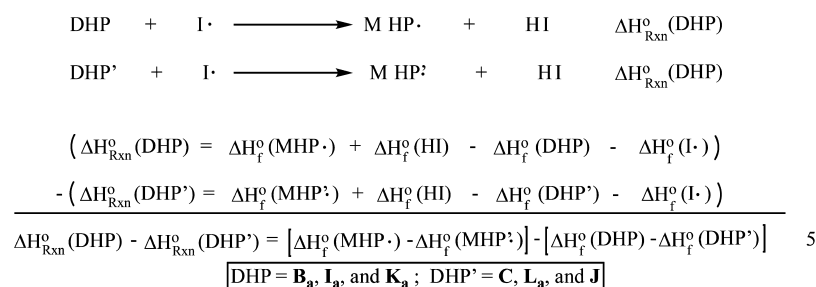 DHP + I· ⟶ M HP· + HI ΔH°Rxn(DHP)
DHP’ + I· ⟶ M HP’· + HI ΔH°Rxn(DHP)
(ΔH°Rxn(DHP) = ΔH°f(MHP·) + ΔH°f(HI) - ΔH°f(DHP) - ΔH°f(I·))
-(ΔH°Rxn(DHP’) = ΔH°f(MHP’·) + ΔH°f(HI) - ΔH°f(DHP’) - ΔH°f(I·))
ΔH°Rxn(DHP) - ΔH°Rxn(DHP’) = [ΔH°f(MHP·) -ΔH°f(MHP’·)]-[ΔH°f(DHP) -ΔH°f(DHP’)] 5
DHP = Ba, Ia, and Ka ; DHP’ = C, La, and J